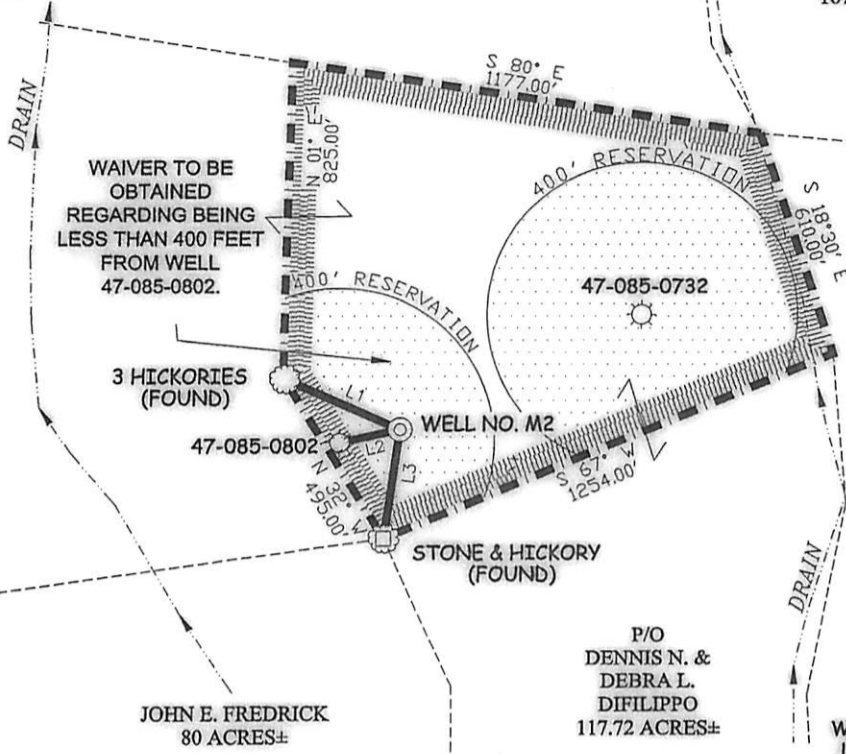 S 80° E
1177.00'
DRAIN
WAIVER TO BE
OBTAINED
REGARDING BEING
LESS THAN 400 FEET
FROM WELL
47-085-0802.
N 01° E
825.00'
400' RESERVATION
S 18°30' E
610.00'
47-085-0732
400' RESERVATION
3 HICKORIES
(FOUND)
L1
WELL NO. M2
47-085-0802
L2
L3
N 32° W
495.00'
S 67° W
1254.00'
STONE & HICKORY
(FOUND)
DRAIN
P/O
DENNIS N. &
DEBRA L.
DIFILIPPO
117.72 ACRES±
JOHN E. FREDRICK
80 ACRES±